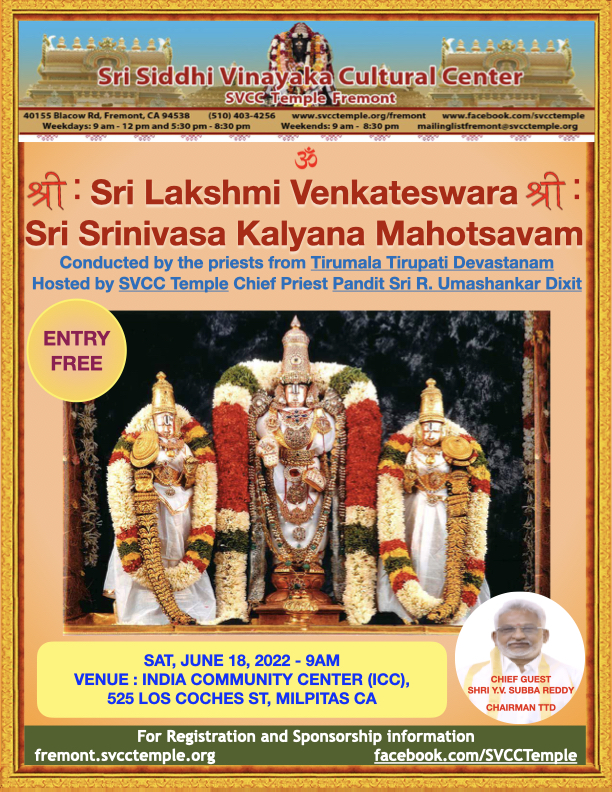 Sri Siddhi Vinayaka Cultural Center
SVCC Temple Fremont
40155 Blacow Rd, Fremont, CA 94538 (510) 403-4256 www.svcctemple.org/fremont www.facebook.com/svcctemple
Weekdays: 9 am - 12 pm and 5:30 pm - 8:30 pm Weekends: 9 am - 8:30 pm mailinglistfremont@svcctemple.org
ॐ
श्री : Sri Lakshmi Venkateswara श्री :
Sri Srinivasa Kalyana Mahotsavam
Conducted by the priests from Tirumala Tirupati Devastanam
Hosted by SVCC Temple Chief Priest Pandit Sri R. Umashankar Dixit
ENTRY
FREE
SAT, JUNE 18, 2022 - 9AM
VENUE : INDIA COMMUNITY CENTER (ICC),
525 LOS COCHES ST, MILPITAS CA
CHIEF GUEST
SHRI Y.V. SUBBA REDDY
CHAIRMAN TTD
For Registration and Sponsorship information
fremont.svcctemple.org facebook.com/SVCCTemple